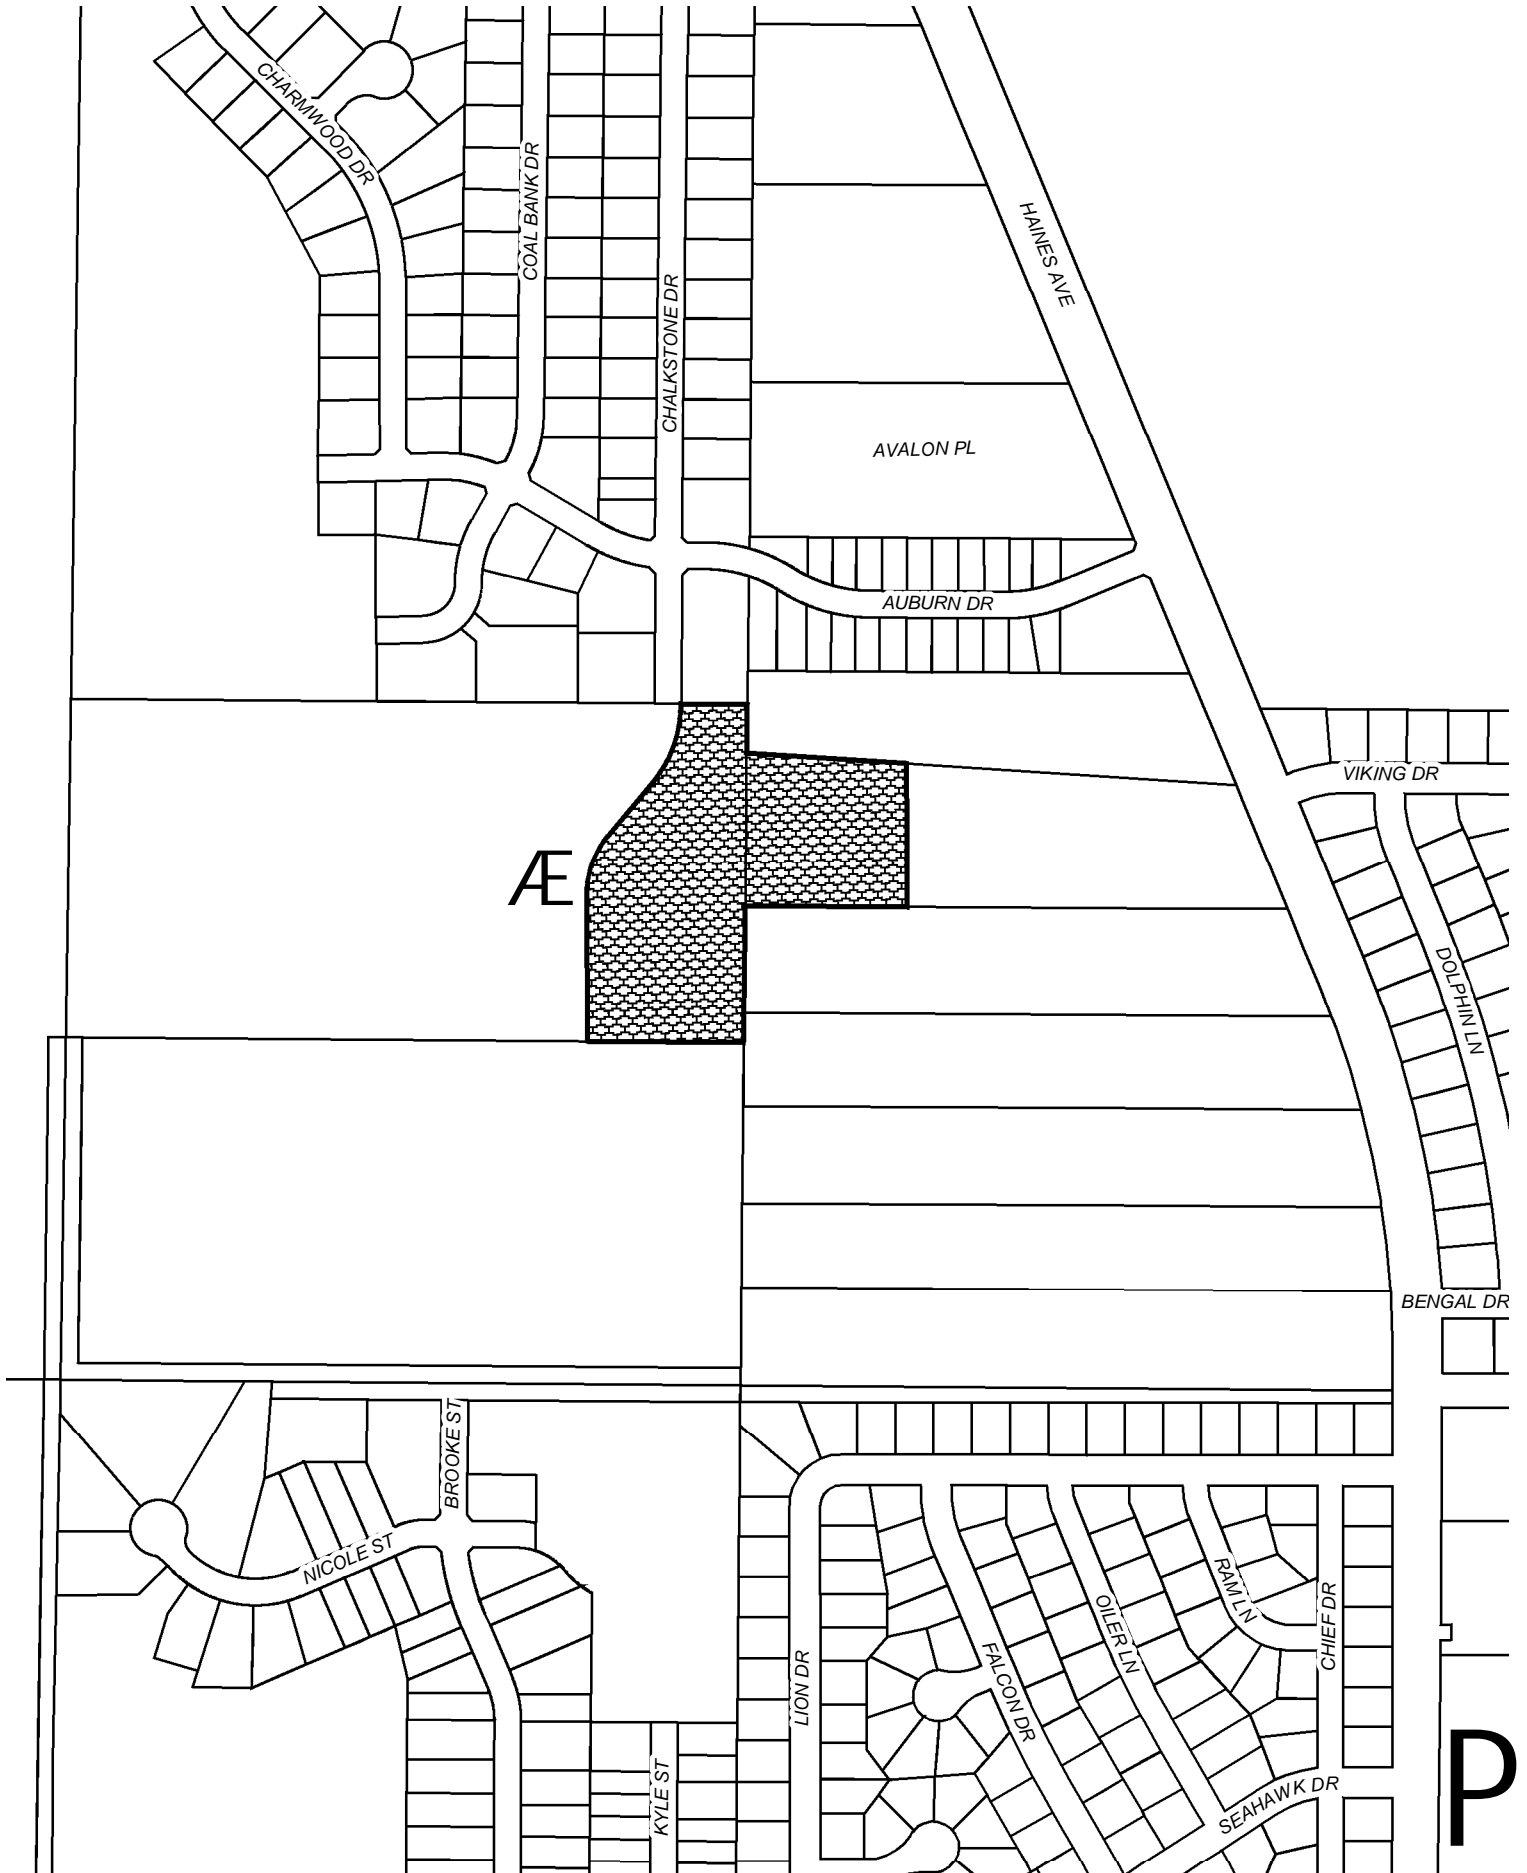 CHARMWOOD DR
COAL BANK DR
CHALKSTONE DR
HAINES AVE
AVALON PL
AUBURN DR
VIKING DR
Æ
DOLPHIN LN
BENGAL DR
BROOKE ST
NICOLE ST
RAM LN
CHIEF DR
OILER LN
FALCON DR
LION DR
KYLE ST
SEAHAWK DR
P